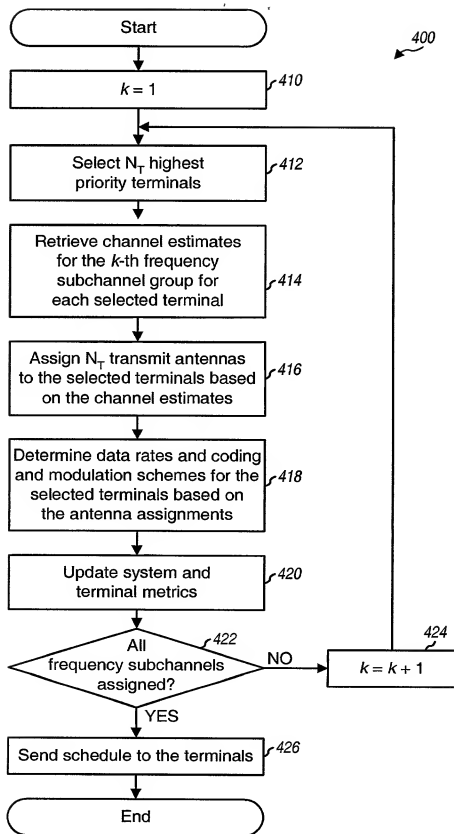 Start
400
k = 1
410
Select N_T highest
priority terminals
412
Retrieve channel estimates
for the k-th frequency
subchannel group for
each selected terminal
414
Assign N_T transmit antennas
to the selected terminals based
on the channel estimates
416
Determine data rates and coding
and modulation schemes for the
selected terminals based on
the antenna assignments
418
Update system and
terminal metrics
420
All
frequency subchannels
assigned?
422
NO
424
k = k + 1
YES
Send schedule to the terminals
426
End